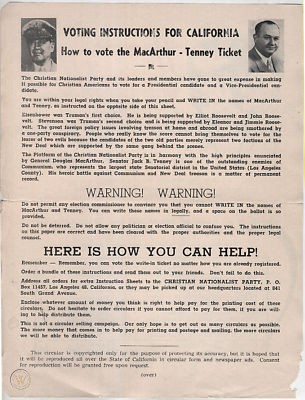 VOTING INSTRUCTIONS FOR CALIFORNIA
How to vote the MacArthur - Tenney Ticket
The Christian Nationalist Party and its leaders and members have gone to great expense in making
it possible for Christian Americans to vote for a Presidential candidate and a Vice-Presidential can-
didate.
You are within your legal rights when you take your pencil and WRITE IN the names of MacArthur
and Tenney, as instructed on the opposite side of this sheet.
Eisenhower was Truman's first choice. He is being supported by Elliott Roosevelt and John Roose-
velt. Stevenson was Truman's second choice. He is being supported by Eleanor and Jimmie Roose-
velt. The great foreign policy issues involving treason at home and abroad are being smothered by
a one-party conspiracy. People who really know the score cannot bring themselves to vote for the
lesser of two evils because the candidates of the two old parties merely represent two factions of the
New Deal which are supported by the same gang behind the scenes.
The Platform of the Christian Nationalist Party is in harmony with the high principles enunciated
by General Douglas MacArthur. Senator Jack B. Tenney is one of the outstanding enemies of
Communism, who represents the largest state Senatorial district in the United States (Los Angeles
County). His heroic battle against Communism and New Deal treason is a matter of permanent
record.
WARNING! WARNING!
Do not permit any election commissioner to convince you that you cannot WRITE IN the names of
MacArthur and Tenney. You can write these names in legally, and a space on the ballot is so
provided.
Do not be deterred. Do not allow any politician or election official to confuse you. The instructions
on this paper are correct and have been cleared with the proper authorities and the proper legal
counsel.
HERE IS HOW YOU CAN HELP!
Remember — Remember, you can vote the write-in ticket no matter how you are already registered.
Order a bundle of these instructions and send them out to your friends. Don't fail to do this.
Address all orders for extra Instruction Sheets to the CHRISTIAN NATIONALIST PARTY, P. O.
Box 11457, Los Angeles 48, California, or they may be picked up at our headquarters located at 541
South Grand Avenue.
Enclose whatever amount of money you think is right to help pay for the printing cost of these
circulars. Do not hesitate to order circulars if you cannot afford to pay for them, if you are will-
ing to help distribute them.
This is not a circular selling campaign. Our only hope is to get out as many circulars as possible.
The more money that comes in to help pay for printing and postage and mailing, the more circulars
we will be able to distribute.
This circular is copyrighted only for the purpose of protecting its accuracy, but it is hoped that
it will be reproduced all over the State of California in circular form and newspaper ads. Consent
for reproduction will be granted free upon request.
(over)